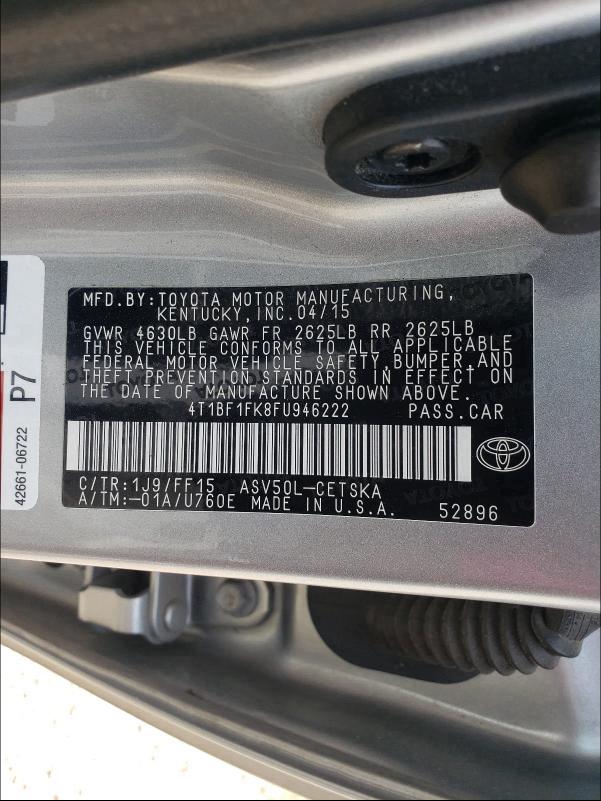 MFD.BY:TOYOTA MOTOR MANUFACTURING,
KENTUCKY,INC.04/15
GVWR 4630LB GAWR FR 2625LB RR 2625LB
THIS VEHICLE CONFORMS TO ALL APPLICABLE
FEDERAL MOTOR VEHICLE SAFETY,BUMPER,AND
THEFT PREVENTION STANDARDS IN EFFECT ON
THE DATE OF MANUFACTURE SHOWN ABOVE.
4T1BF1FK8FU946222 PASS.CAR
C/TR:1J9/FF15 ASV50L-CETSKA
A/TM:-01A/U760E MADE IN U.S.A. 52896
P7
42661-06722